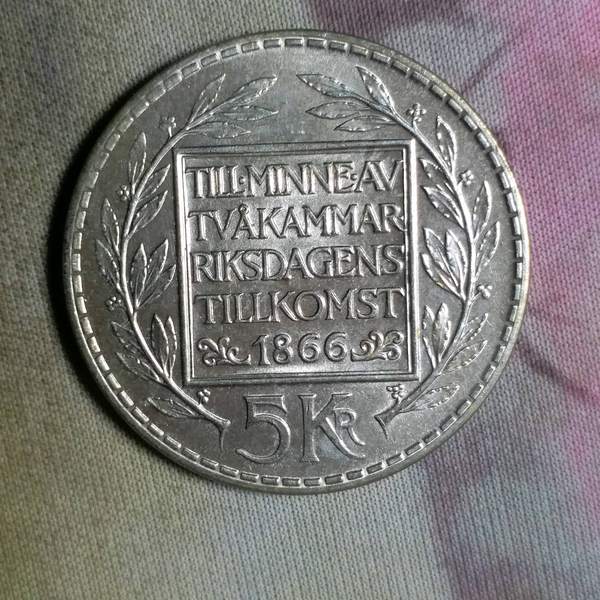 TILL·MINNE·AV
TVÅKAMMAR
RIKSDAGENS
TILLKOMST
1866
5 KR